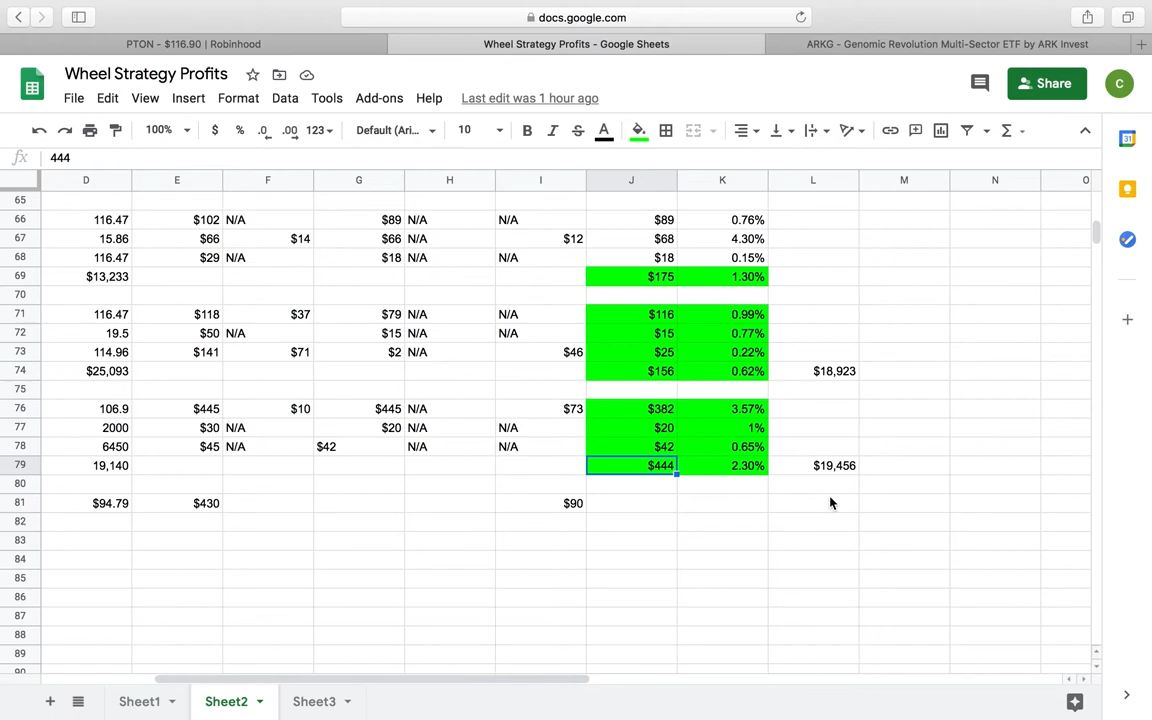 docs.google.com
PTON - $116.90 | Robinhood
Wheel Strategy Profits - Google Sheets
ARKG - Genomic Revolution Multi-Sector ETF by ARK Invest
Wheel Strategy Profits
File Edit View Insert Format Data Tools Add-ons Help Last edit was 1 hour ago
Share
C
100% $ % .0 .00 123 Default (Ari... 10 B I S A
fx 444
D E F G H I J K L M N O
65
66 116.47 $102 N/A $89 N/A N/A $89 0.76%
67 15.86 $66 $14 $66 N/A $12 $68 4.30%
68 116.47 $29 N/A $18 N/A N/A $18 0.15%
69 $13,233 $175 1.30%
70
71 116.47 $118 $37 $79 N/A N/A $116 0.99%
72 19.5 $50 N/A $15 N/A N/A $15 0.77%
73 114.96 $141 $71 $2 N/A $46 $25 0.22%
74 $25,093 $156 0.62% $18,923
75
76 106.9 $445 $10 $445 N/A $73 $382 3.57%
77 2000 $30 N/A $20 N/A N/A $20 1%
78 6450 $45 N/A $42 N/A N/A $42 0.65%
79 19,140 $444 2.30% $19,456
80
81 $94.79 $430 $90
82
83
84
85
86
87
88
89
90
Sheet1 Sheet2 Sheet3